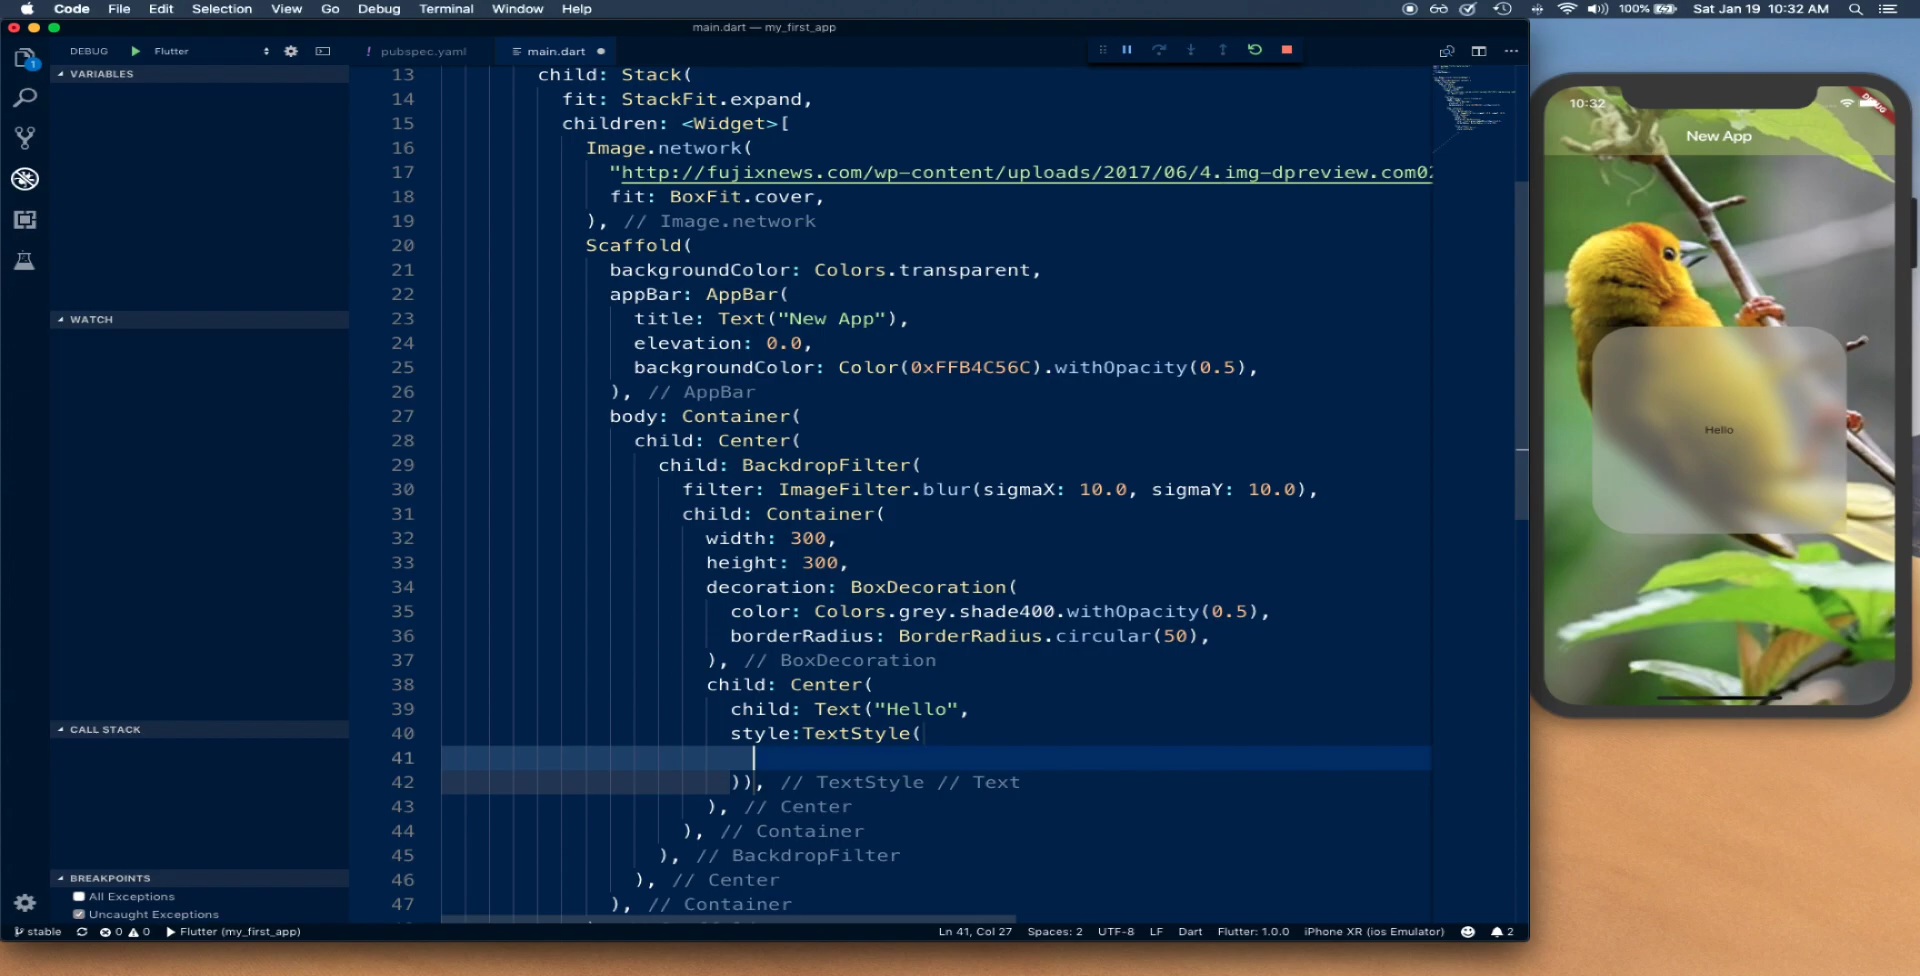 Code File Edit Selection View Go Debug Terminal Window Help
100% Sat Jan 19 10:32 AM
main.dart — my_first_app
DEBUG Flutter
pubspec.yaml
main.dart
VARIABLES
WATCH
CALL STACK
BREAKPOINTS
All Exceptions
Uncaught Exceptions
13 child: Stack(
14 fit: StackFit.expand,
15 children: <Widget>[
16 Image.network(
17 "http://fujixnews.com/wp-content/uploads/2017/06/4.img-dpreview.com02
18 fit: BoxFit.cover,
19 ), // Image.network
20 Scaffold(
21 backgroundColor: Colors.transparent,
22 appBar: AppBar(
23 title: Text("New App"),
24 elevation: 0.0,
25 backgroundColor: Color(0xFFB4C56C).withOpacity(0.5),
26 ), // AppBar
27 body: Container(
28 child: Center(
29 child: BackdropFilter(
30 filter: ImageFilter.blur(sigmaX: 10.0, sigmaY: 10.0),
31 child: Container(
32 width: 300,
33 height: 300,
34 decoration: BoxDecoration(
35 color: Colors.grey.shade400.withOpacity(0.5),
36 borderRadius: BorderRadius.circular(50),
37 ), // BoxDecoration
38 child: Center(
39 child: Text("Hello",
40 style:TextStyle(
41
42 )), // TextStyle // Text
43 ), // Center
44 ), // Container
45 ), // BackdropFilter
46 ), // Center
47 ), // Container
stable 0 0 Flutter (my_first_app)
Ln 41, Col 27 Spaces: 2 UTF-8 LF Dart Flutter: 1.0.0 iPhone XR (ios Emulator) 2
1
10:32
DEBUG
New App
Hello